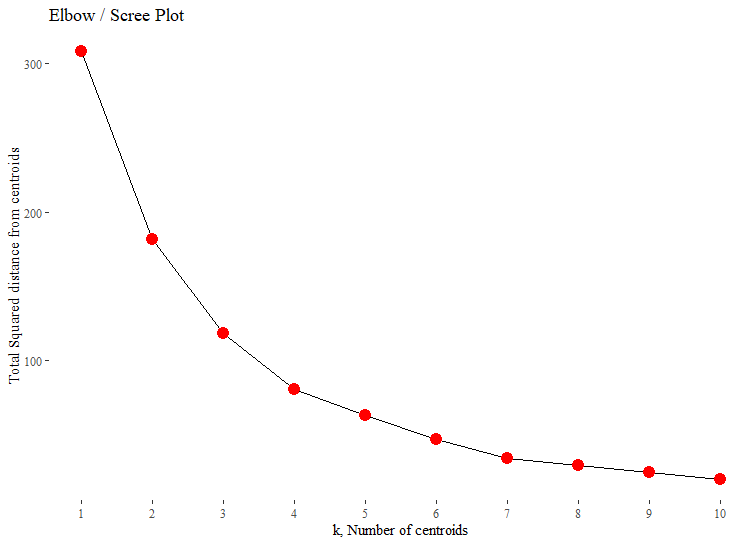 Elbow / Scree Plot
Total Squared distance from centroids
300
200
100
1 2 3 4 5 6 7 8 9 10
k, Number of centroids